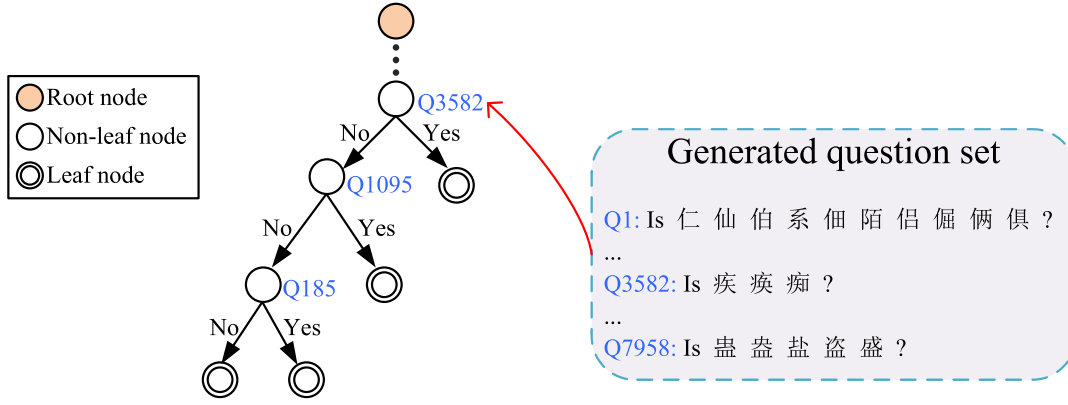 Root node
Non-leaf node
Leaf node
Q3582
No
Yes
Q1095
No
Yes
Q185
No
Yes
Generated question set
Q1: Is 仁 仙 伯 系 佃 陌 侣 倔 俩 俱 ?
...
Q3582: Is 疾 痪 痴 ?
...
Q7958: Is 蛊 盎 盐 盗 盛 ?